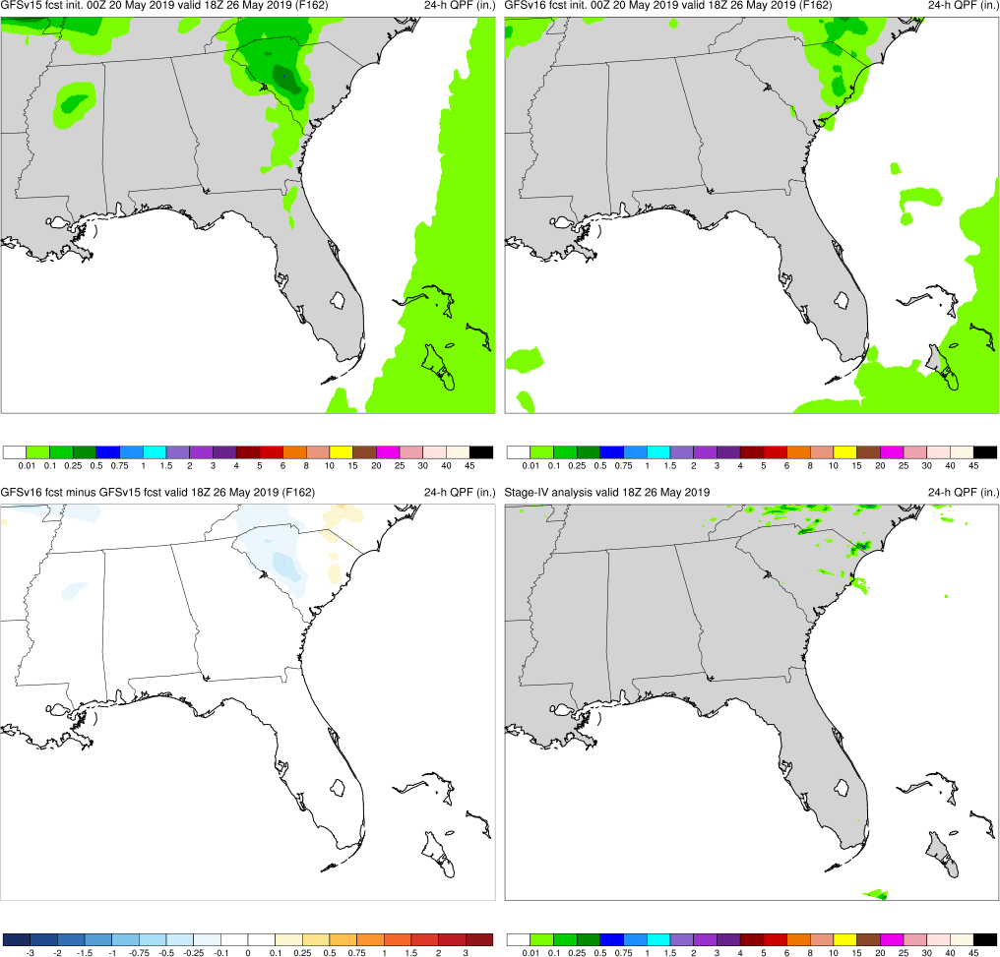 GFSv15 fcst init. 00Z 20 May 2019 valid 18Z 26 May 2019 (F162) 24-h QPF (in.)
GFSv16 fcst init. 00Z 20 May 2019 valid 18Z 26 May 2019 (F162) 24-h QPF (in.)
0.01 0.1 0.25 0.5 0.75 1 1.5 2 3 4 5 6 8 10 15 20 25 30 40 45
0.01 0.1 0.25 0.5 0.75 1 1.5 2 3 4 5 6 8 10 15 20 25 30 40 45
GFSv16 fcst minus GFSv15 fcst valid 18Z 26 May 2019 (F162) 24-h QPF (in.)
Stage-IV analysis valid 18Z 26 May 2019 24-h QPF (in.)
-3 -2 -1.5 -1 -0.75 -0.5 -0.25 -0.1 0 0.1 0.25 0.5 0.75 1 1.5 2 3
0.01 0.1 0.25 0.5 0.75 1 1.5 2 3 4 5 6 8 10 15 20 25 30 40 45